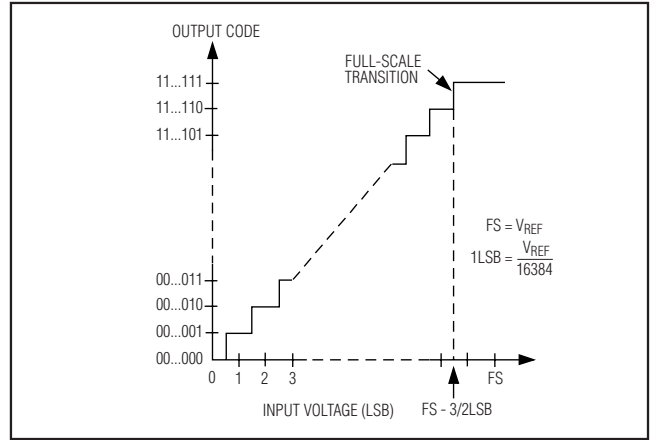 OUTPUT CODE
FULL-SCALE
TRANSITION
11...111
11...110
11...101
FS = VREF
1LSB = VREF
16384
00...011
00...010
00...001
00...000
0 1 2 3 FS
INPUT VOLTAGE (LSB) FS - 3/2LSB